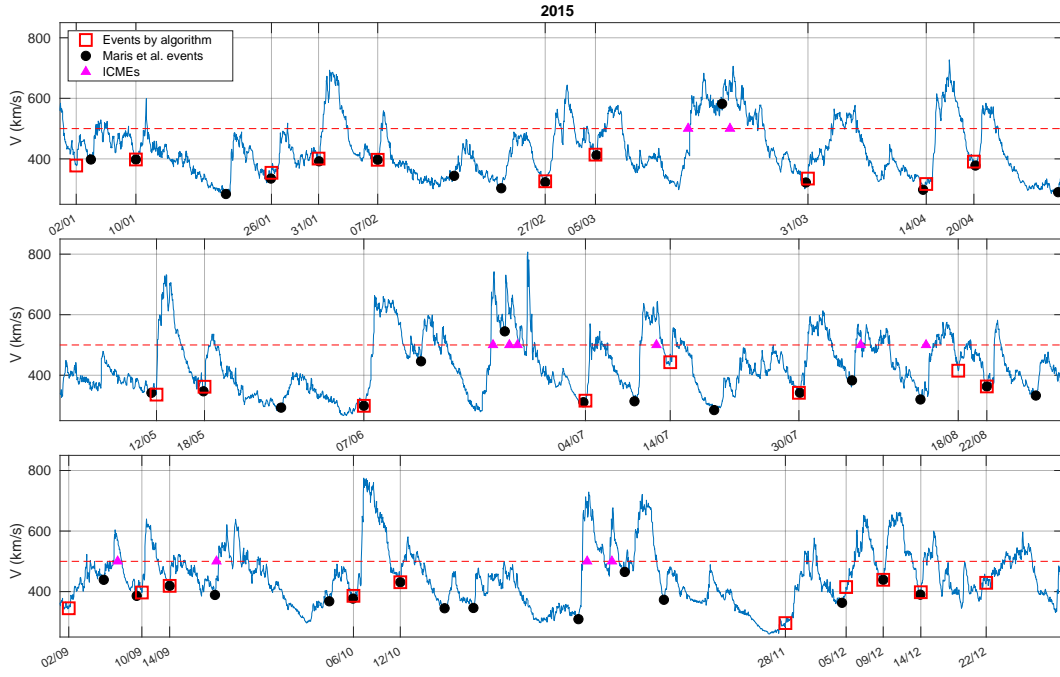 2015
800
600
400
V (km/s)
Events by algorithm
Maris et al. events
ICMEs
02/01 10/01 26/01 31/01 07/02 27/02 05/03 31/03 14/04 20/04
800
600
400
V (km/s)
12/05 18/05 07/06 04/07 14/07 30/07 18/08 22/08
800
600
400
V (km/s)
02/09 10/09 14/09 06/10 12/10 28/11 05/12 09/12 14/12 22/12